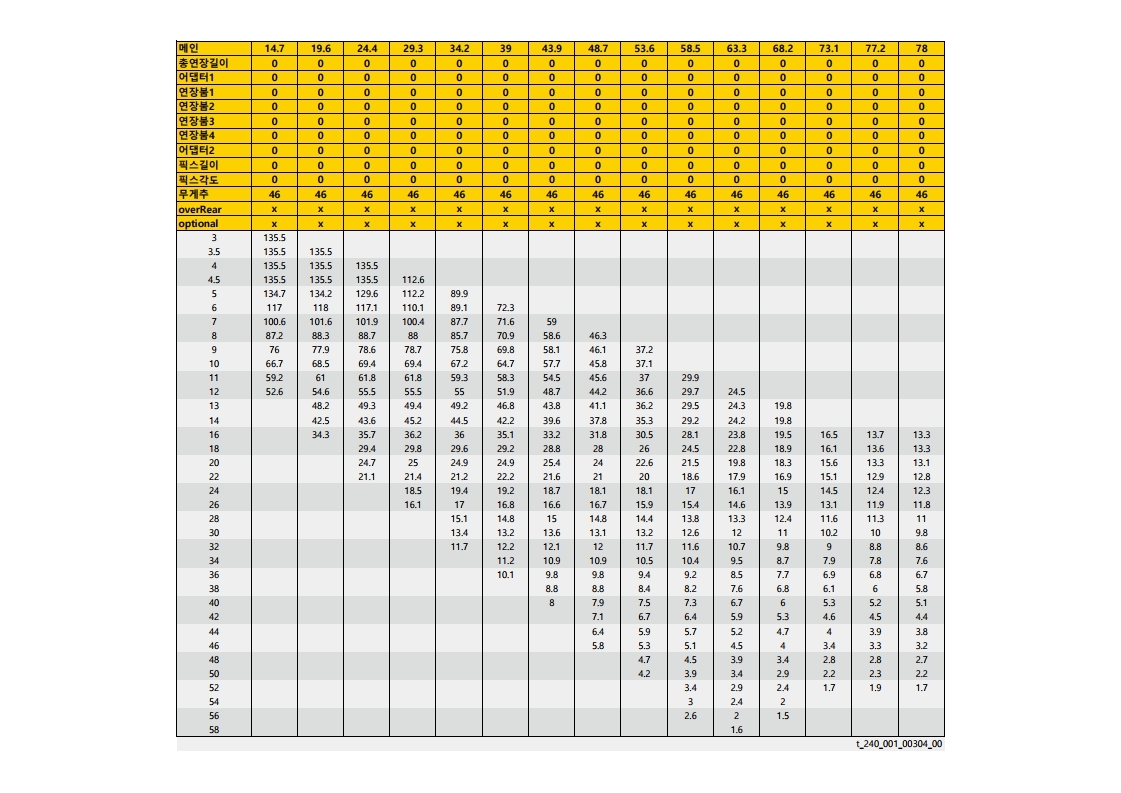 메인 14.7 19.6 24.4 29.3 34.2 39 43.9 48.7 53.6 58.5 63.3 68.2 73.1 77.2 78
총연장길이 0 0 0 0 0 0 0 0 0 0 0 0 0 0 0
어댑터1 0 0 0 0 0 0 0 0 0 0 0 0 0 0 0
연장붐1 0 0 0 0 0 0 0 0 0 0 0 0 0 0 0
연장붐2 0 0 0 0 0 0 0 0 0 0 0 0 0 0 0
연장붐3 0 0 0 0 0 0 0 0 0 0 0 0 0 0 0
연장붐4 0 0 0 0 0 0 0 0 0 0 0 0 0 0 0
어댑터2 0 0 0 0 0 0 0 0 0 0 0 0 0 0 0
픽스길이 0 0 0 0 0 0 0 0 0 0 0 0 0 0 0
픽스각도 0 0 0 0 0 0 0 0 0 0 0 0 0 0 0
무게추 46 46 46 46 46 46 46 46 46 46 46 46 46 46 46
overRear x x x x x x x x x x x x x x x
optional x x x x x x x x x x x x x x x
3 135.5
3.5 135.5 135.5
4 135.5 135.5 135.5
4.5 135.5 135.5 135.5 112.6
5 134.7 134.2 129.6 112.2 89.9
6 117 118 117.1 110.1 89.1 72.3
7 100.6 101.6 101.9 100.4 87.7 71.6 59
8 87.2 88.3 88.7 88 85.7 70.9 58.6 46.3
9 76 77.9 78.6 78.7 75.8 69.8 58.1 46.1 37.2
10 66.7 68.5 69.4 69.4 67.2 64.7 57.7 45.8 37.1
11 59.2 61 61.8 61.8 59.3 58.3 54.5 45.6 37 29.9
12 52.6 54.6 55.5 55.5 55 51.9 48.7 44.2 36.6 29.7 24.5
13 48.2 49.3 49.4 49.2 46.8 43.8 41.1 36.2 29.5 24.3 19.8
14 42.5 43.6 45.2 44.5 42.2 39.6 37.8 35.3 29.2 24.2 19.8
16 34.3 35.7 36.2 36 35.1 33.2 31.8 30.5 28.1 23.8 19.5 16.5 13.7 13.3
18 29.4 29.8 29.6 29.2 28.8 28 26 24.5 22.8 18.9 16.1 13.6 13.3
20 24.7 25 24.9 24.9 25.4 24 22.6 21.5 19.8 18.3 15.6 13.3 13.1
22 21.1 21.4 21.2 22.2 21.6 21 20 18.6 17.9 16.9 15.1 12.9 12.8
24 18.5 19.4 19.2 18.7 18.1 18.1 17 16.1 15 14.5 12.4 12.3
26 16.1 17 16.8 16.6 16.7 15.9 15.4 14.6 13.9 13.1 11.9 11.8
28 15.1 14.8 15 14.8 14.4 13.8 13.3 12.4 11.6 11.3 11
30 13.4 13.2 13.6 13.1 13.2 12.6 12 11 10.2 10 9.8
32 11.7 12.2 12.1 12 11.7 11.6 10.7 9.8 9 8.8 8.6
34 11.2 10.9 10.9 10.5 10.4 9.5 8.7 7.9 7.8 7.6
36 10.1 9.8 9.8 9.4 9.2 8.5 7.7 6.9 6.8 6.7
38 8.8 8.8 8.4 8.2 7.6 6.8 6.1 6 5.8
40 8 7.9 7.5 7.3 6.7 6 5.3 5.2 5.1
42 7.1 6.7 6.4 5.9 5.3 4.6 4.5 4.4
44 6.4 5.9 5.7 5.2 4.7 4 3.9 3.8
46 5.8 5.3 5.1 4.5 4 3.4 3.3 3.2
48 4.7 4.5 3.9 3.4 2.8 2.8 2.7
50 4.2 3.9 3.4 2.9 2.2 2.3 2.2
52 3.4 2.9 2.4 1.7 1.9 1.7
54 3 2.4 2
56 2.6 2 1.5
58 1.6
t_240_001_00304_00